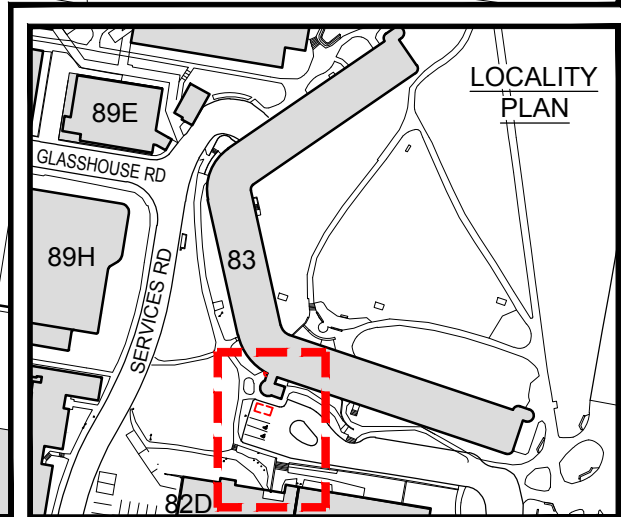 LOCALITY
PLAN
89E
GLASSHOUSE RD
89H
SERVICES RD
83
82D